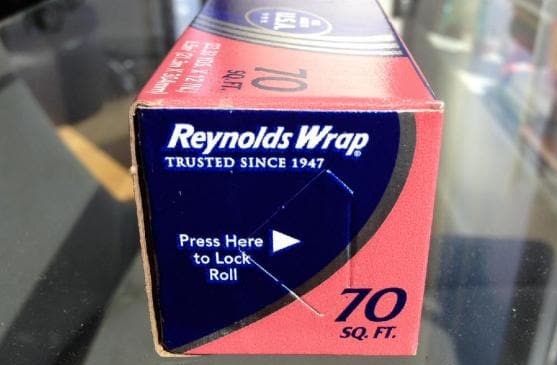 U.S.A.
70
SQ. FT.
Reynolds Wrap®
TRUSTED SINCE 1947
Press Here
to Lock
Roll
70
SQ. FT.